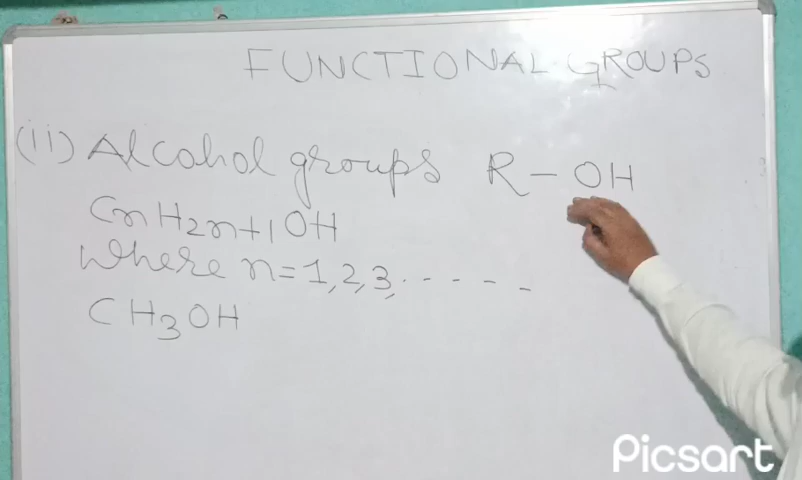 FUNCTIONAL GROUPS
(ii) Alcohol groups R - OH
CnH2n+1OH
where n=1,2,3,.-----
CH3OH
Picsart